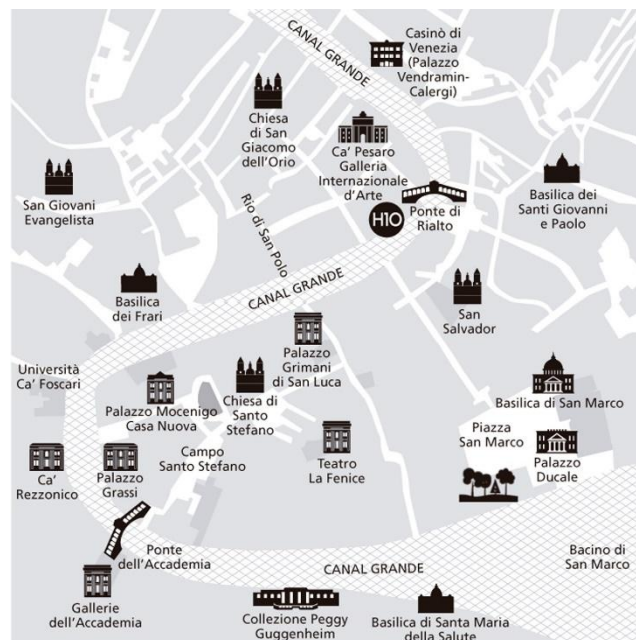 CANAL GRANDE
Casinò di
Venezia
(Palazzo
Vendramin-
Calergi)
Chiesa
di San
Giacomo
dell'Orio
Ca' Pesaro
Galleria
Internazionale
d'Arte
San Giovani
Evangelista
Rio di San Polo
H10
Ponte di
Rialto
Basilica dei
Santi Giovanni
e Paolo
Basilica
dei Frari
CANAL GRANDE
San
Salvador
Università
Ca' Foscari
Palazzo
Grimani
di San Luca
Palazzo Mocenigo
Casa Nuova
Chiesa di
Santo
Stefano
Basilica di San Marco
Piazza
San Marco
Campo
Santo Stefano
Teatro
La Fenice
Palazzo
Ducale
Ca'
Rezzonico
Palazzo
Grassi
Ponte
dell'Accademia
CANAL GRANDE
Bacino di
San Marco
Gallerie
dell'Accademia
Collezione Peggy
Guggenheim
Basilica di Santa Maria
della Salute